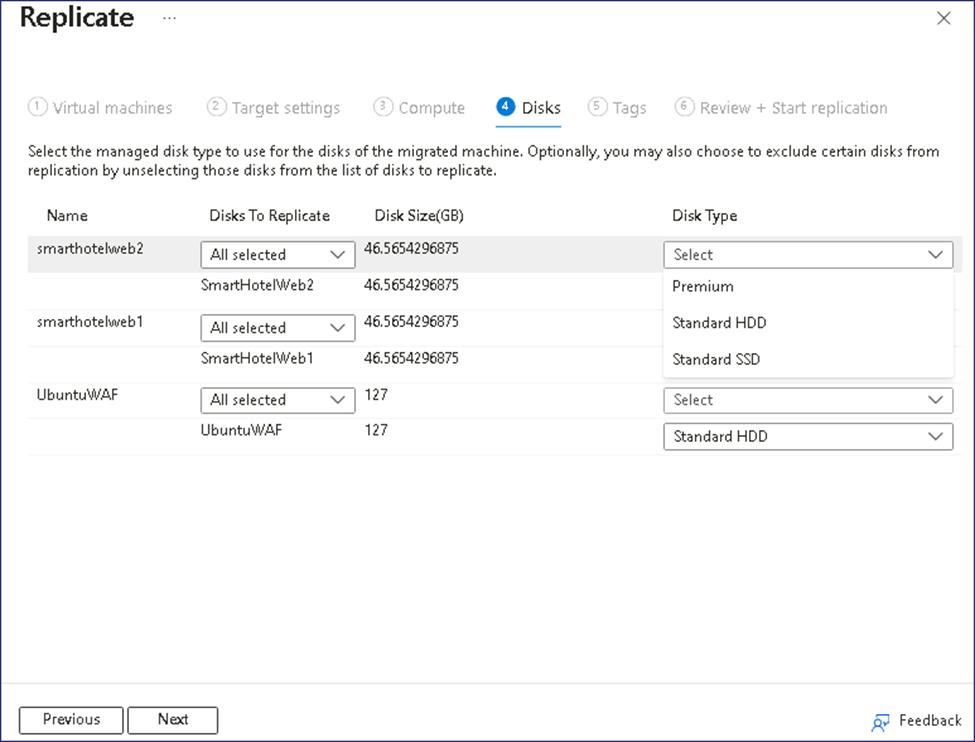 Replicate ...
1 Virtual machines 2 Target settings 3 Compute 4 Disks 5 Tags 6 Review + Start replication
Select the managed disk type to use for the disks of the migrated machine. Optionally, you may also choose to exclude certain disks from
replication by unselecting those disks from the list of disks to replicate.
Name Disks To Replicate Disk Size(GB) Disk Type
smarthotelweb2 All selected 46.5654296875 Select
SmartHotelWeb2 46.5654296875 Premium
smarthotelweb1 All selected 46.5654296875 Standard HDD
SmartHotelWeb1 46.5654296875 Standard SSD
UbuntuWAF All selected 127 Select
UbuntuWAF 127 Standard HDD
Previous Next Feedback